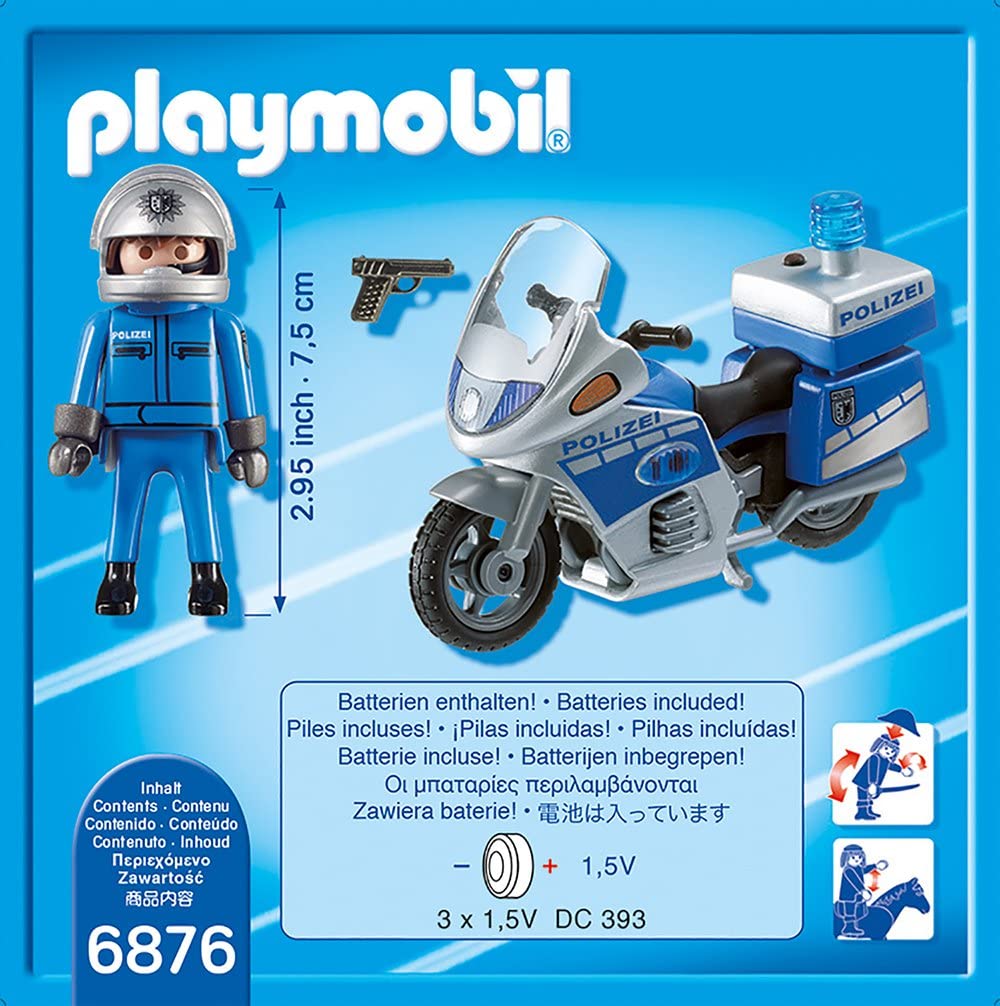 playmobil®
POLIZEI
2.95 inch · 7,5 cm
POLIZEI
POLIZEI
Batterien enthalten! · Batteries included!
Piles incluses! · ¡Pilas incluidas! · Pilhas incluídas!
Batterie incluse! · Batterijen inbegrepen!
Οι μπαταρίες περιλαμβάνονται
Zawiera baterie! · 電池は入っています
– + 1,5V
3 x 1,5V DC 393
Inhalt
Contents · Contenu
Contenido · Conteúdo
Contenuto · Inhoud
Περιεχόμενο
Zawartość
商品内容
6876